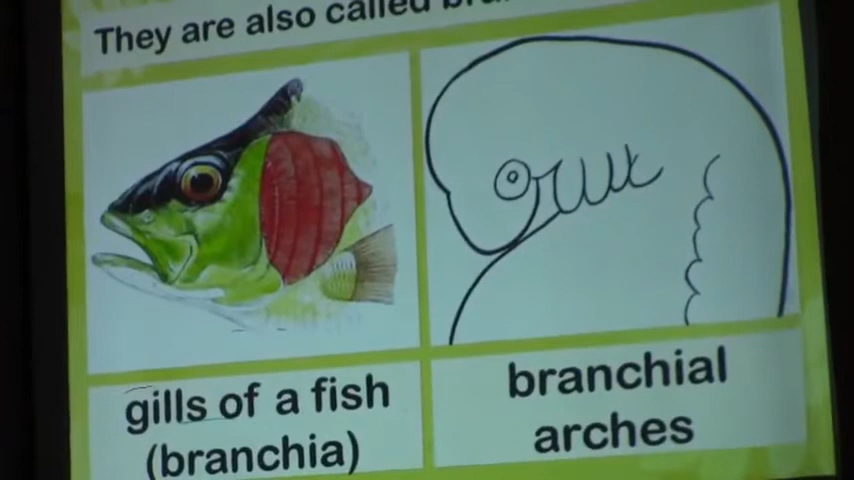 They are also called
gills of a fish
(branchia)
branchial
arches